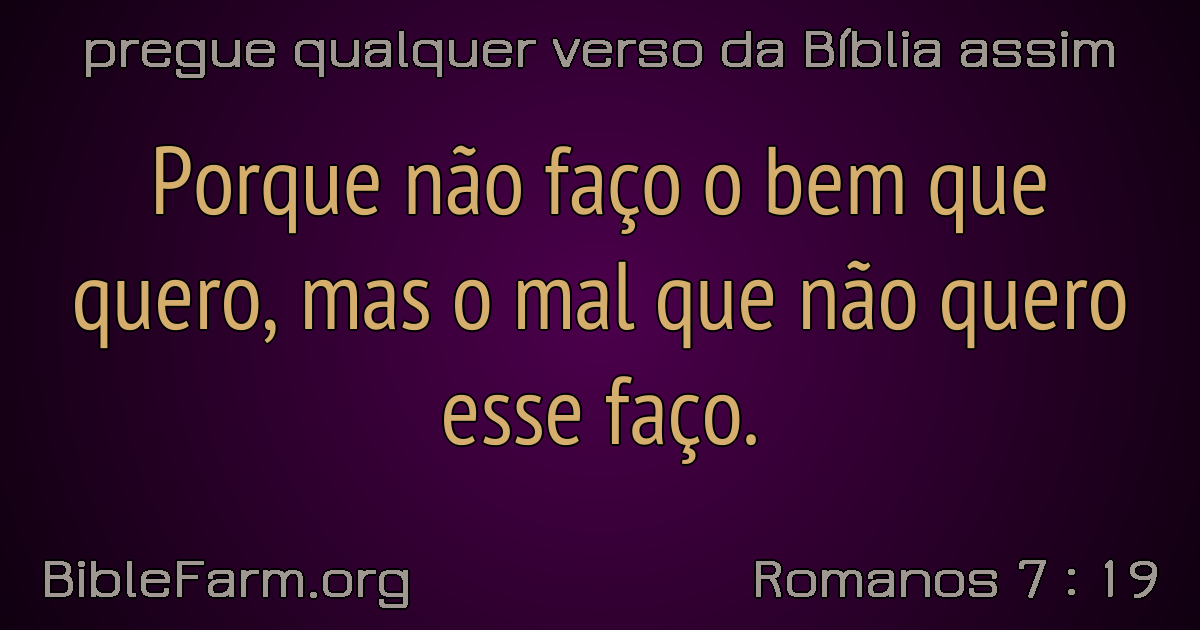 pregue qualquer verso da Bíblia assim
Porque não faço o bem que
quero, mas o mal que não quero
esse faço.
BibleFarm.org
Romanos 7 : 19